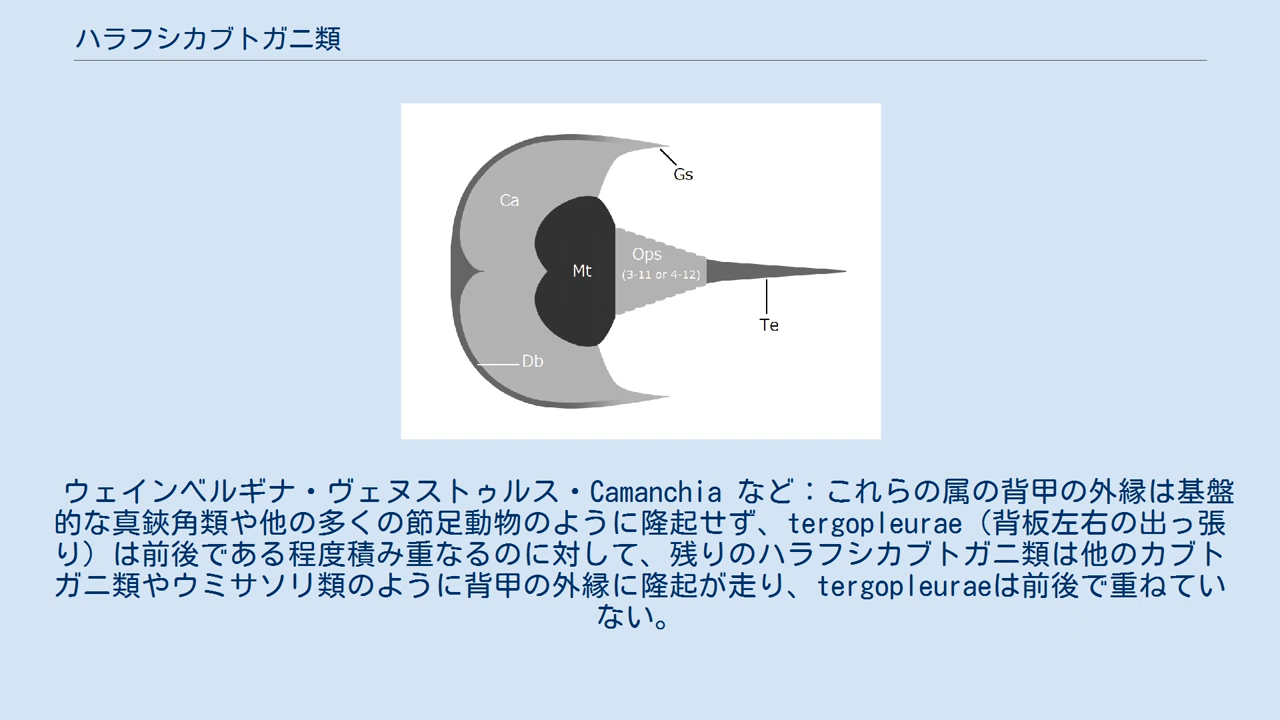 ハラフシカブトガニ類
Gs
Ca
Ops
Mt
(3-11 or 4-12)
Te
Db
ウェインベルギナ・ヴェヌストゥルス・Camanchia など：これらの属の背甲の外縁は基盤
的な真鋏角類や他の多くの節足動物のように隆起せず、tergopleurae（背板左右の出っ張
り）は前後である程度積み重なるのに対して、残りのハラフシカブトガニ類は他のカブト
ガニ類やウミサソリ類のように背甲の外縁に隆起が走り、tergopleuraeは前後で重ねてい
ない。